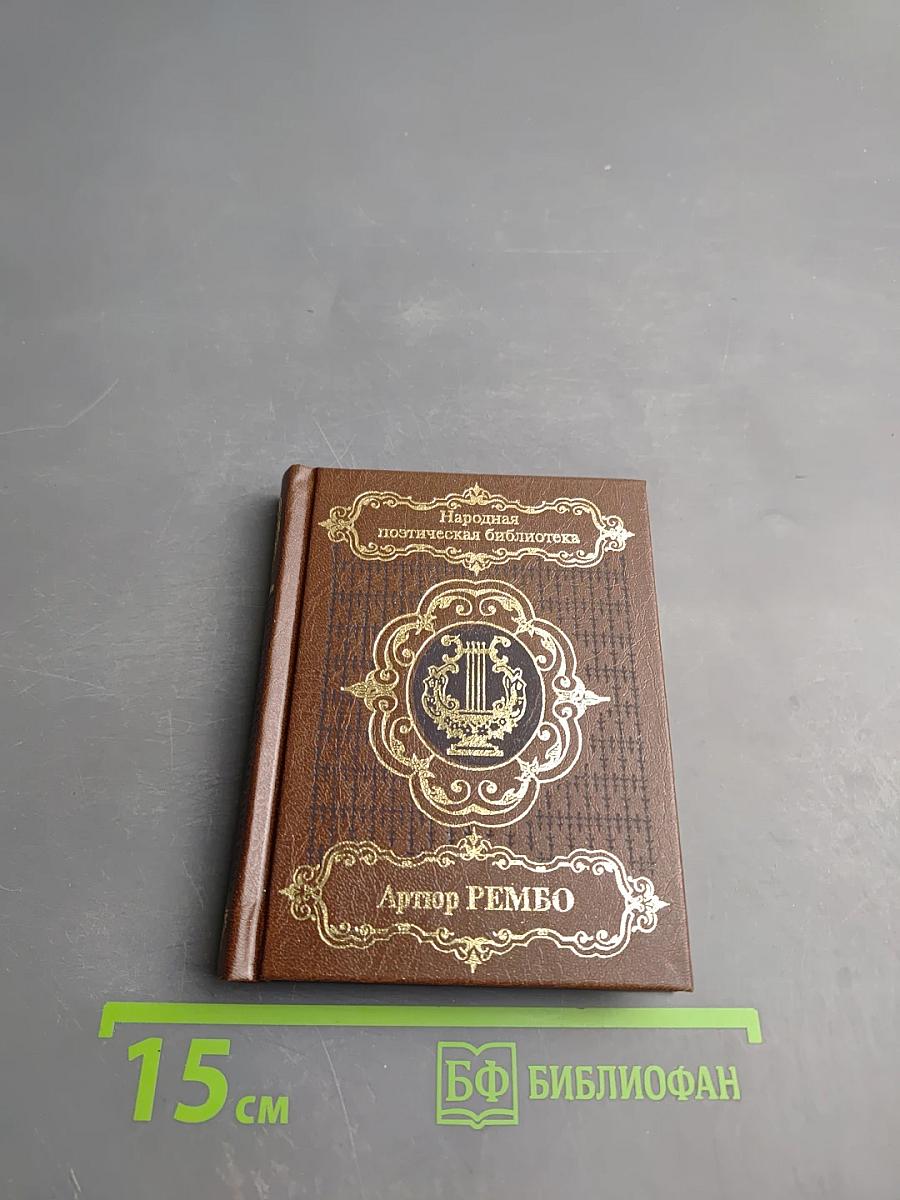 Народная
поэтическая библиотека
Артюр РЕМБО
15 см
БФ БИБЛИОФАН